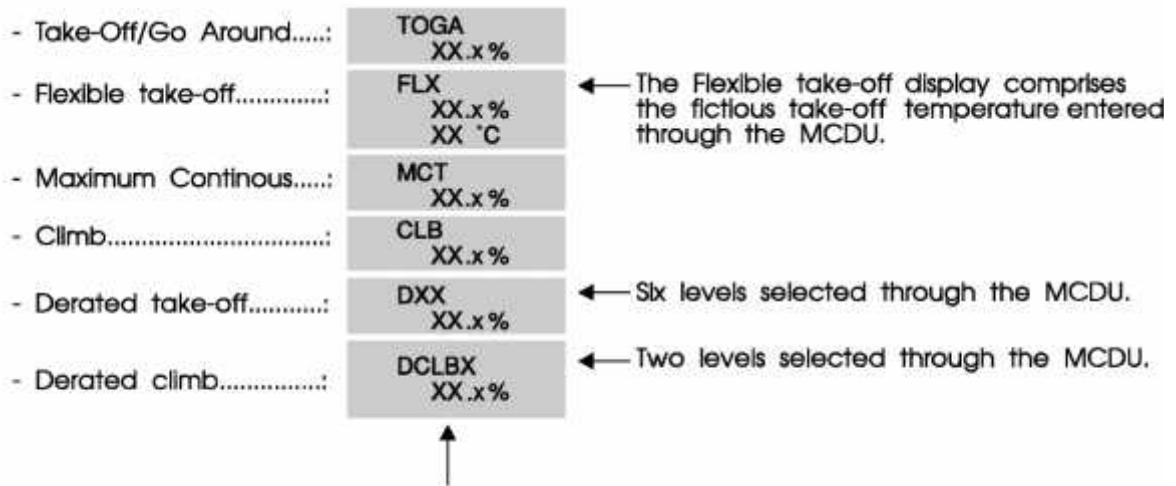 - Take-Off/Go Around.....: TOGA
XX.x%
- Flexible take-off.............: FLX
XX.x%
XX °C
The Flexible take-off display comprises
the fictious take-off temperature entered
through the MCDU.
- Maximum Continous.....: MCT
XX.x%
- Climb................................: CLB
XX.x%
- Derated take-off...........: DXX
XX.x%
Six levels selected through the MCDU.
- Derated climb...............: DCLBX
XX.x%
Two levels selected through the MCDU.